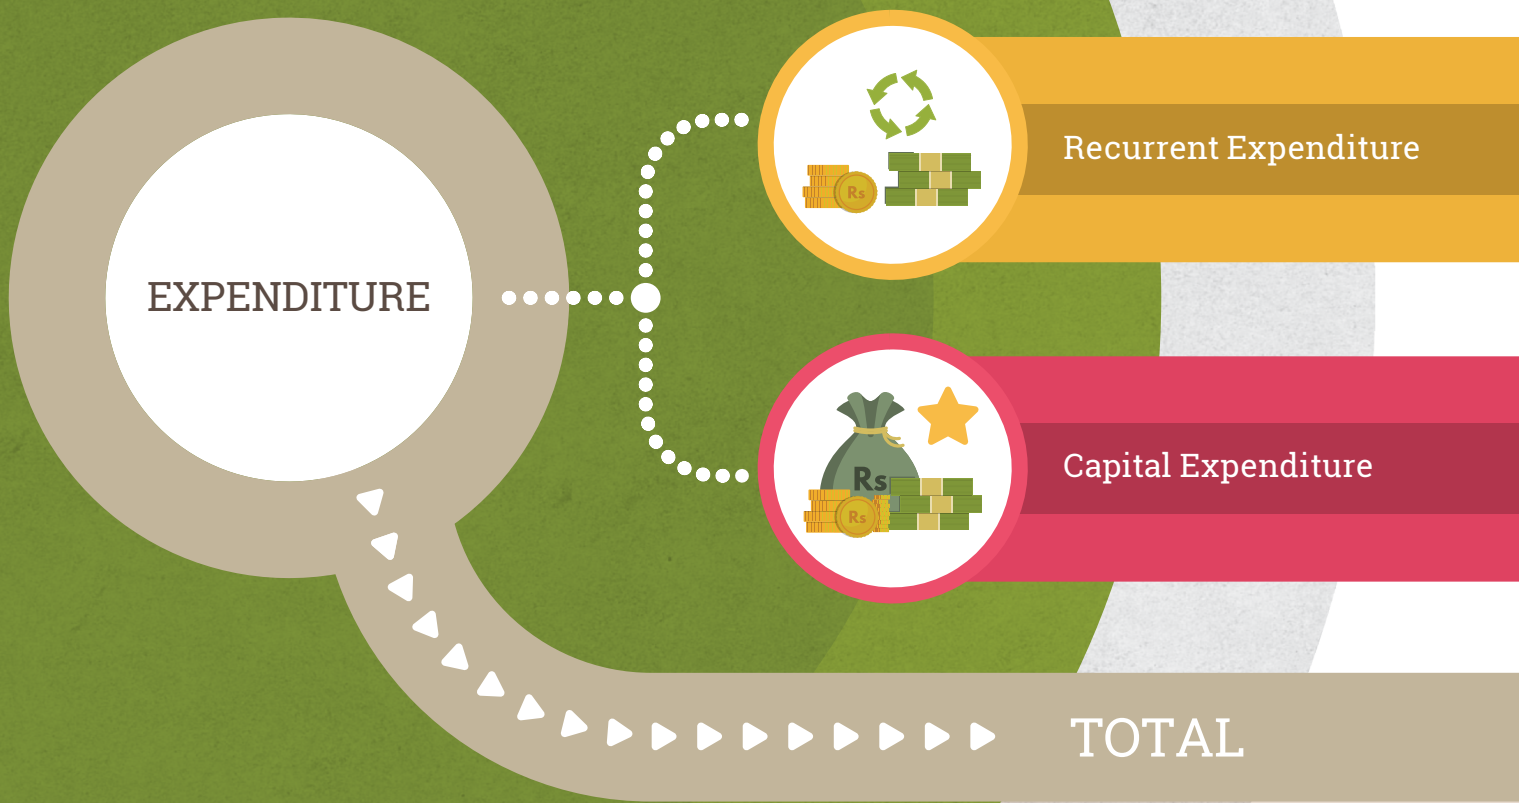 EXPENDITURE
Recurrent Expenditure
Rs
Capital Expenditure
Rs
Rs
TOTAL